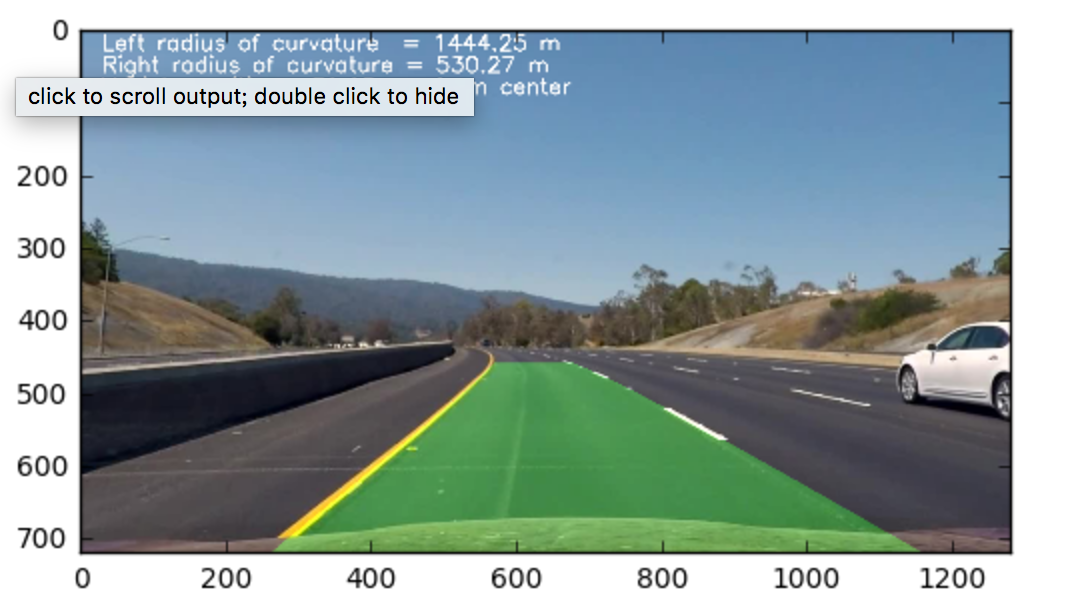 0
Left radius of curvature = 1444.25 m
Right radius of curvature = 530.27 m
m center
click to scroll output; double click to hide
200
300
400
500
600
700
0 200 400 600 800 1000 1200